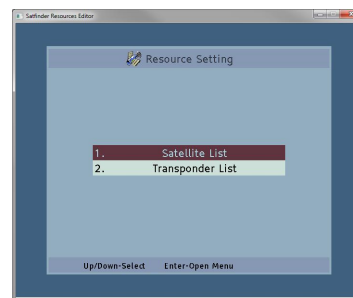 Satfinder Resources Editor
Resource Setting
1. Satellite List
2. Transponder List
Up/Down-Select Enter-Open Menu